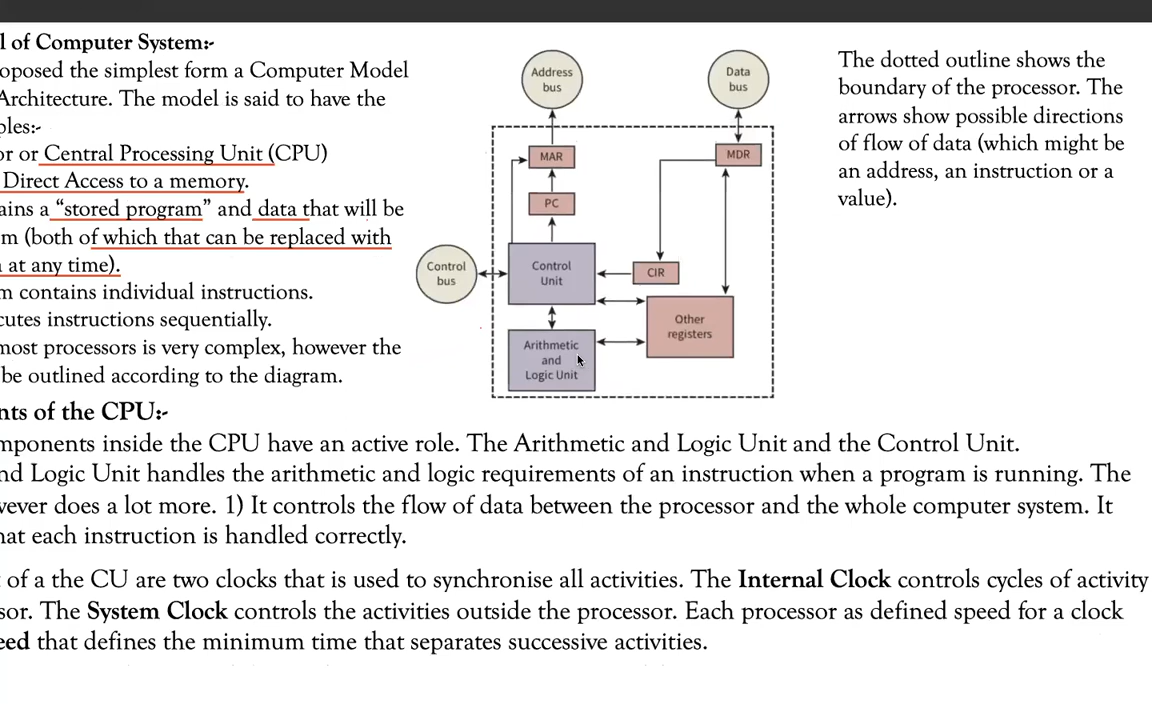 l of Computer System:-
oposed the simplest form a Computer Model
Architecture. The model is said to have the
ples:-
or or Central Processing Unit (CPU)
Direct Access to a memory.
ains a “stored program” and data that will be
m (both of which that can be replaced with
at any time).
m contains individual instructions.
cutes instructions sequentially.
most processors is very complex, however the
be outlined according to the diagram.
Address
bus
Data
bus
MAR
MDR
PC
Control
bus
Control
Unit
CIR
Other
registers
Arithmetic
and
Logic Unit
The dotted outline shows the
boundary of the processor. The
arrows show possible directions
of flow of data (which might be
an address, an instruction or a
value).
nts of the CPU:-
mponents inside the CPU have an active role. The Arithmetic and Logic Unit and the Control Unit.
nd Logic Unit handles the arithmetic and logic requirements of an instruction when a program is running. The
wever does a lot more. 1) It controls the flow of data between the processor and the whole computer system. It
hat each instruction is handled correctly.
of a the CU are two clocks that is used to synchronise all activities. The Internal Clock controls cycles of activity
sor. The System Clock controls the activities outside the processor. Each processor as defined speed for a clock
eed that defines the minimum time that separates successive activities.